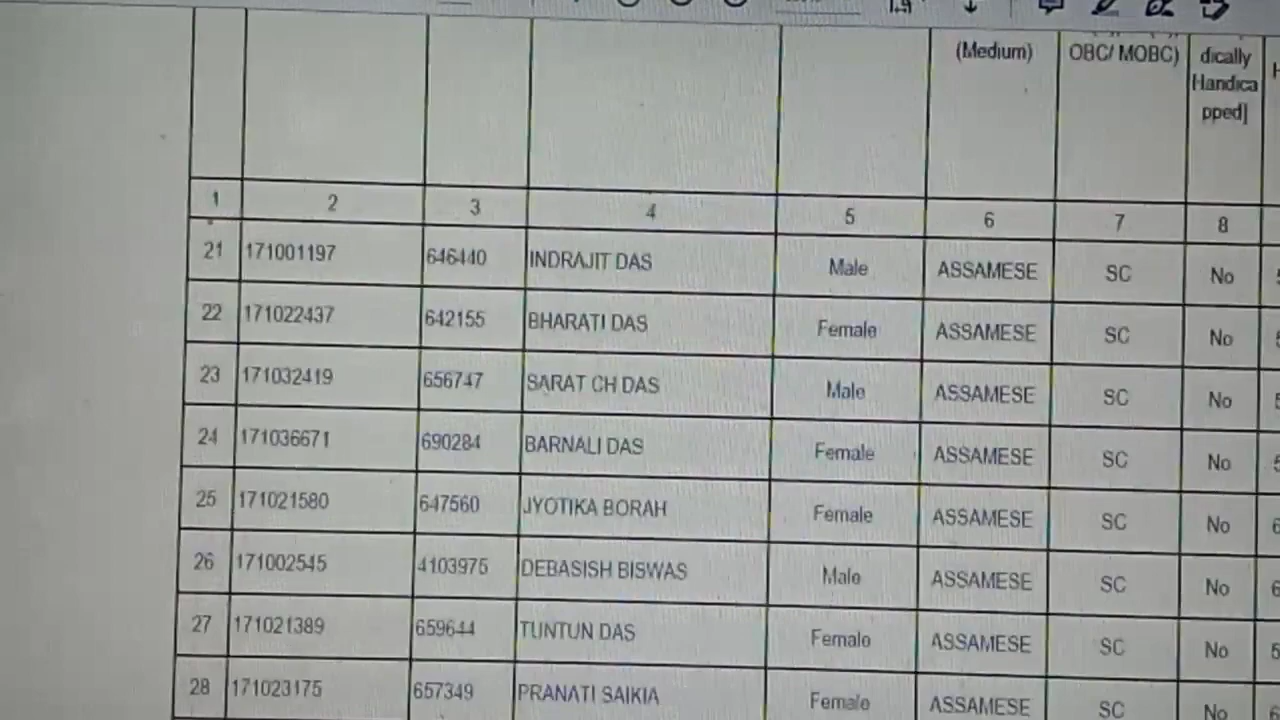 (Medium) OBC/ MOBC) dically
Handica
pped]
1 2 3 4 5 6 7 8
21 171001197 646440 INDRAJIT DAS Male ASSAMESE SC No
22 171022437 642155 BHARATI DAS Female ASSAMESE SC No
23 171032419 656747 SARAT CH DAS Male ASSAMESE SC No
24 171036671 690284 BARNALI DAS Female ASSAMESE SC No
25 171021580 647560 JYOTIKA BORAH Female ASSAMESE SC No
26 171002545 4103975 DEBASISH BISWAS Male ASSAMESE SC No
27 171021389 659644 TUNTUN DAS Female ASSAMESE SC No
28 171023175 657349 PRANATI SAIKIA Female ASSAMESE SC No